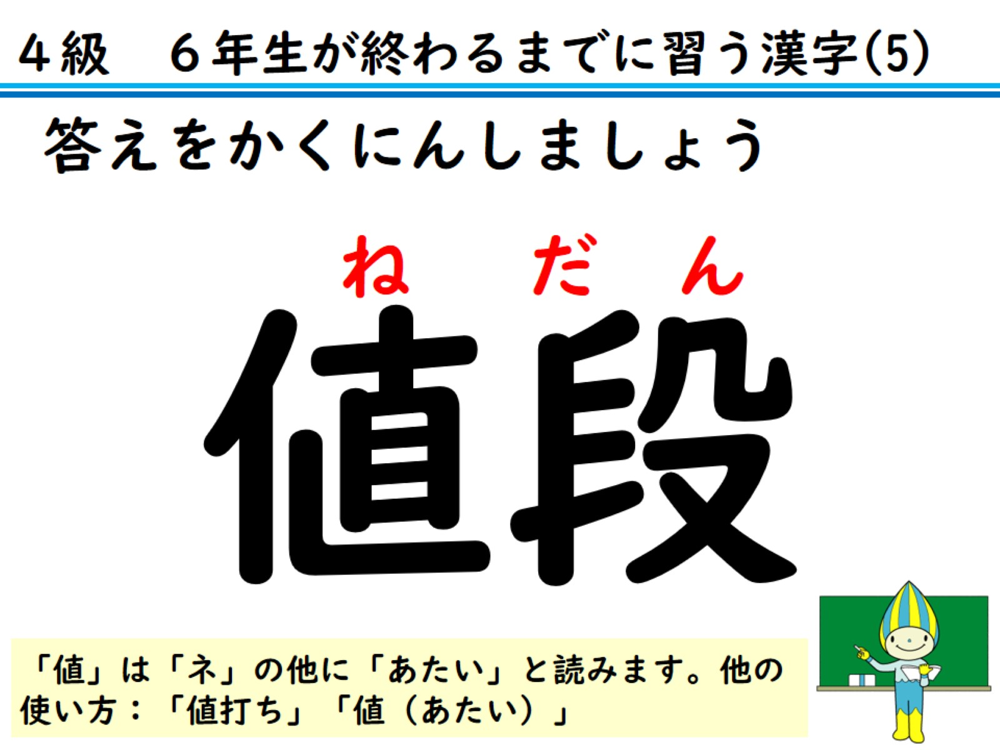 ４級　６年生が終わるまでに習う漢字(5)
答えをかくにんしましょう
ねだん
値段
「値」は「ネ」の他に「あたい」と読みます。他の
使い方：「値打ち」「値（あたい）」